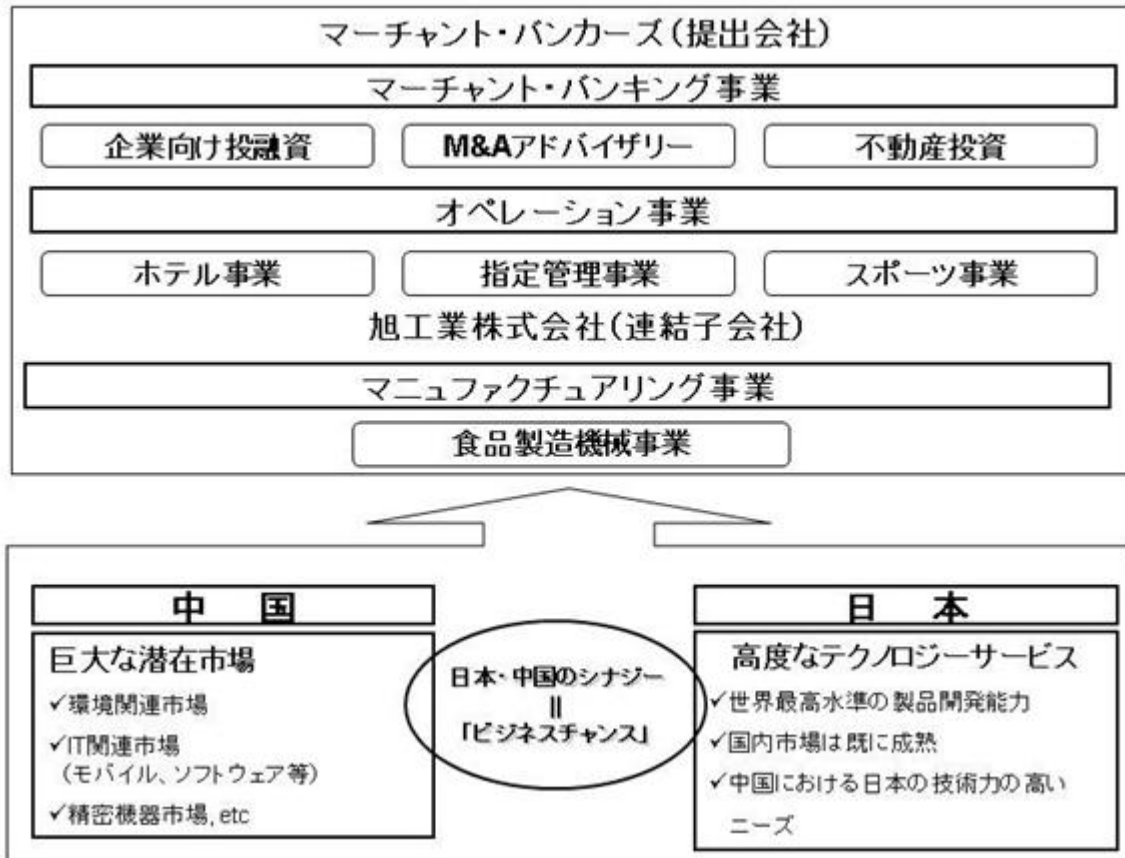 マーチャント・バンカーズ(提出会社)
マーチャント・バンキング事業
企業向け投融資
M&Aアドバイザリー
不動産投資
オペレーション事業
ホテル事業
指定管理事業
スポーツ事業
旭工業株式会社(連結子会社)
マニュファクチュアリング事業
食品製造機械事業
中 国
巨大な潜在市場
✓環境関連市場
✓IT関連市場
(モバイル、ソフトウェア等)
✓精密機器市場, etc
日本・中国のシナジー
||
「ビジネスチャンス」
日 本
高度なテクノロジーサービス
✓世界最高水準の製品開発能力
✓国内市場は既に成熟
✓中国における日本の技術力の高い
ニーズ